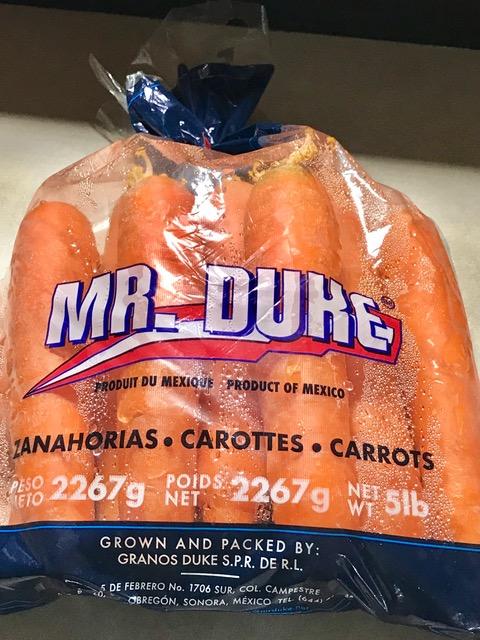 MR. DUKE
PRODUIT DU MEXIQUE PRODUCT OF MEXICO
ZANAHORIAS • CAROTTES • CARROTS
PESO NETO 2267g POIDS NET 2267g NET WT 5lb
GROWN AND PACKED BY:
GRANOS DUKE S.P.R. DE R.L.
5 DE FEBRERO No. 1706 SUR, COL. CAMPESTRE
OBREGÓN, SONORA, MÉXICO TEL. (644)